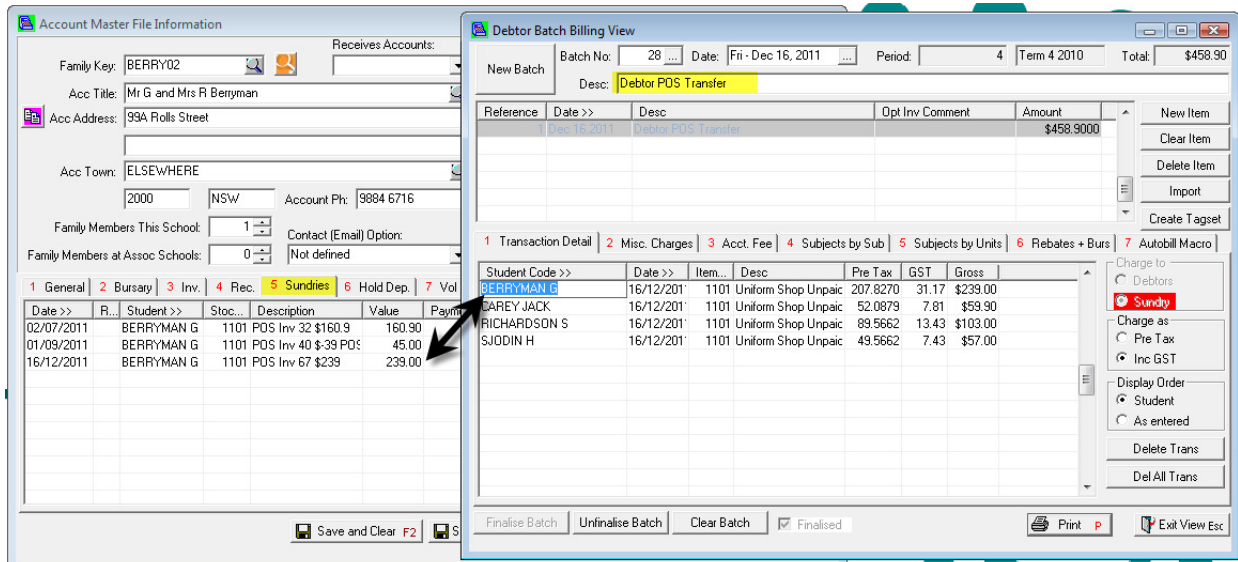 Account Master File Information
Receives Accounts:
Family Key: BERRY02
Acc Title: Mr G and Mrs R Berryman
Acc Address: 99A Rolls Street
Acc Town: ELSEWHERE
2000 NSW Account Ph: 9884 6716
Family Members This School: 1 Contact (Email) Option:
Family Members at Assoc Schools: 0 Not defined
1 General 2 Bursary 3 Inv. 4 Rec. 5 Sundries 6 Hold Dep. 7 Vol
Date >> R... Student >> Stoc... Description Value Paym
02/07/2011 BERRYMAN G 1101 POS Inv 32 $160.9 160.90
01/09/2011 BERRYMAN G 1101 POS Inv 40 $-39 POS 45.00
16/12/2011 BERRYMAN G 1101 POS Inv 67 $239 239.00
Save and Clear F2 S
Debtor Batch Billing View
New Batch Batch No: 28 ... Date: Fri - Dec 16, 2011 ... Period: 4 Term 4 2010 Total: $458.90
Desc: Debtor POS Transfer
Reference Date >> Desc Opt Inv Comment Amount
1 Dec 16,2011 Debtor POS Transfer $458.9000
New Item
Clear Item
Delete Item
Import
Create Tagset
1 Transaction Detail 2 Misc. Charges 3 Acct. Fee 4 Subjects by Sub 5 Subjects by Units 6 Rebates + Burs 7 Autobill Macro
Student Code >> Date >> Item... Desc Pre Tax GST Gross
BERRYMAN G 16/12/201 1101 Uniform Shop Unpaic 207.8270 31.17 $239.00
CAREY JACK 16/12/201 1101 Uniform Shop Unpaic 52.0879 7.81 $59.90
RICHARDSON S 16/12/201 1101 Uniform Shop Unpaic 89.5662 13.43 $103.00
SJODIN H 16/12/201 1101 Uniform Shop Unpaic 49.5662 7.43 $57.00
Charge to
Debtors
Sundry
Charge as
Pre Tax
Inc GST
Display Order
Student
As entered
Delete Trans
Del All Trans
Finalise Batch Unfinalise Batch Clear Batch Finalised Print P Exit View Esc